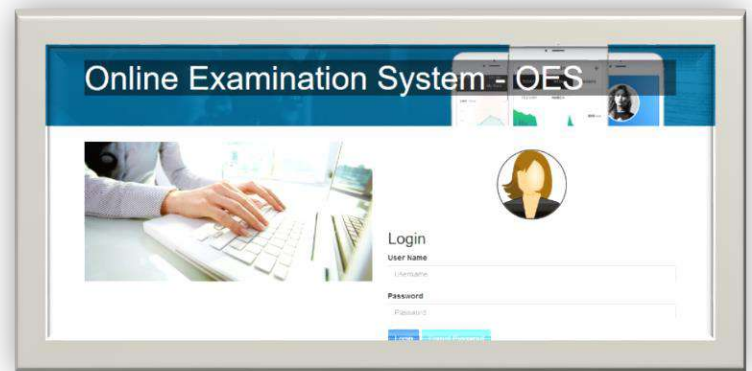 Online Examination System - OES
Login
User Name
Username
Password
Password
Login